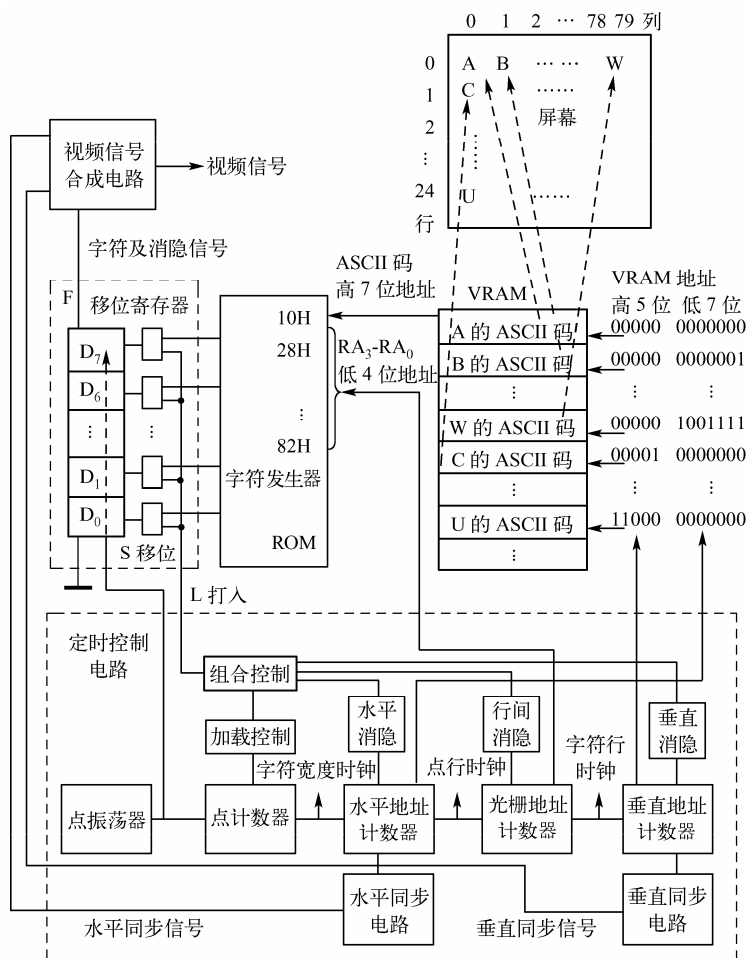 0 1 2 … 78 79 列
0 A B … … W
1 C ……
屏幕
2
⋮
24 U ……
行
视频信号
合成电路
视频信号
字符及消隐信号
F 移位寄存器
D7
D6
⋮ ⋮
D1
D0
S 移位
L 打入
10H
28H
⋮
82H
字符发生器
ROM
ASCII 码
高 7 位地址
RA3-RA0
低 4 位地址
VRAM
VRAM 地址
高 5 位 低 7 位
A 的 ASCII 码 00000 0000000
B 的 ASCII 码 00000 0000001
⋮ ⋮ ⋮
W 的 ASCII 码 00000 1001111
C 的 ASCII 码 00001 0000000
⋮ ⋮ ⋮
U 的 ASCII 码 11000 0000000
⋮
定时控制
电路
组合控制
加载控制
水平
消隐
行间
消隐
垂直
消隐
字符宽度时钟
点行时钟
字符行
时钟
点振荡器
点计数器
水平地址
计数器
光栅地址
计数器
垂直地址
计数器
水平同步
电路
垂直同步
电路
水平同步信号
垂直同步信号